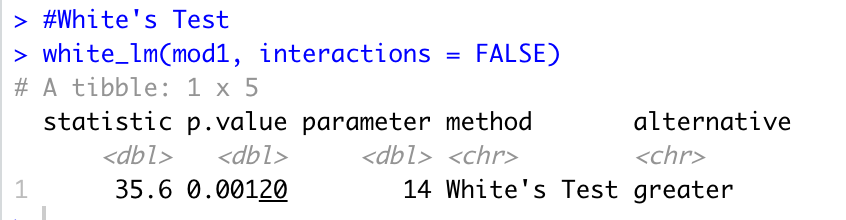 > #White's Test
> white_lm(mod1, interactions = FALSE)
# A tibble: 1 x 5
  statistic p.value parameter method       alternative
      <dbl>   <dbl>     <dbl> <chr>        <chr>
1      35.6 0.00120        14 White's Test greater